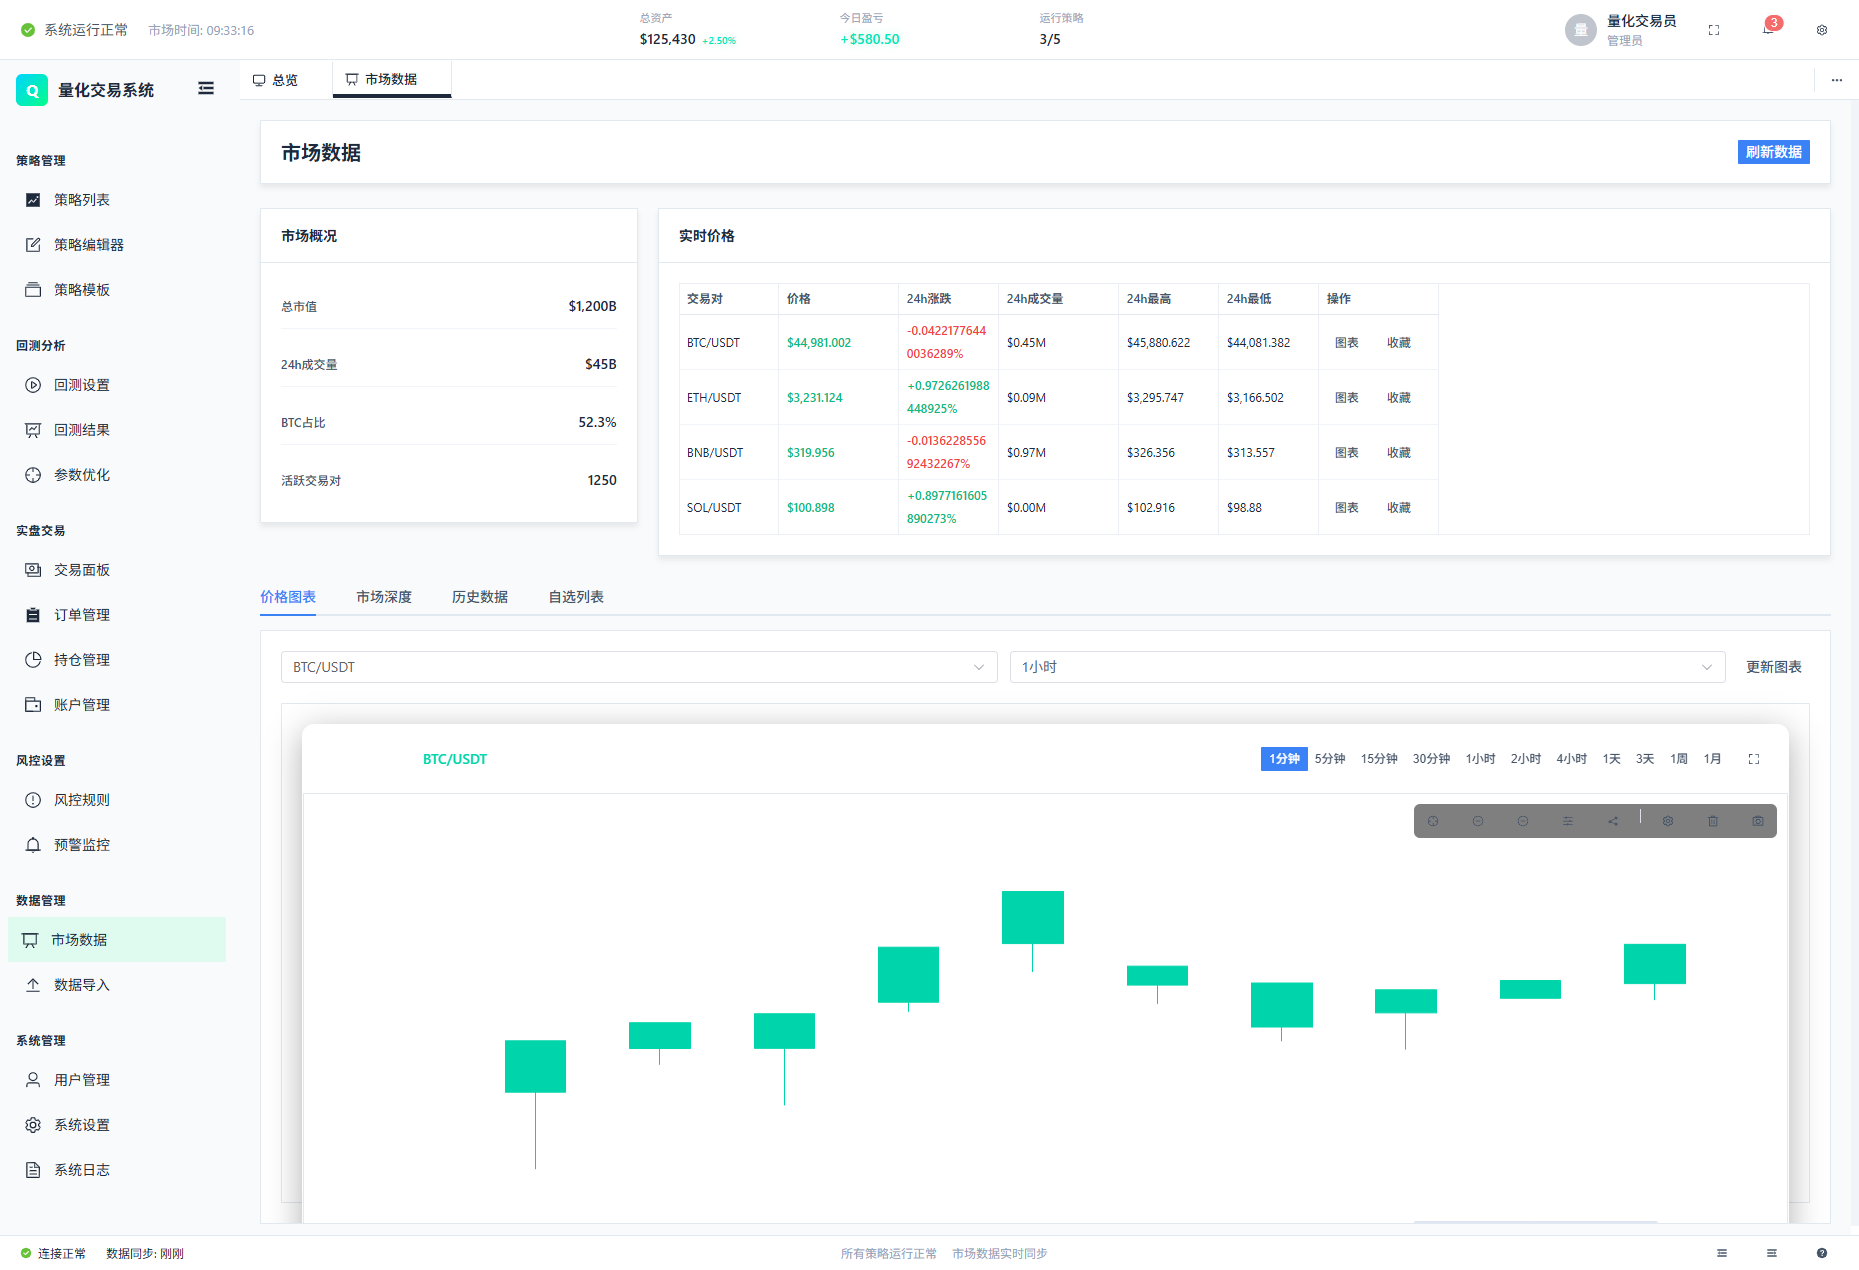 系统运行正常 市场时间: 09:33:16
总资产 今日盈亏 运行策略
$125,430 +2.50% +$580.50 3/5
量 量化交易员
管理员
3
Q 量化交易系统
总览 市场数据
策略管理
策略列表
策略编辑器
策略模板
回测分析
回测设置
回测结果
参数优化
实盘交易
交易面板
订单管理
持仓管理
账户管理
风控设置
风控规则
预警监控
数据管理
市场数据
数据导入
系统管理
用户管理
系统设置
系统日志
市场数据 刷新数据
市场概况
总市值 $1,200B
24h成交量 $45B
BTC占比 52.3%
活跃交易对 1250
实时价格
交易对 价格 24h涨跌 24h成交量 24h最高 24h最低 操作
BTC/USDT $44,981.002 -0.0422177644
0036289% $0.45M $45,880.622 $44,081.382 图表 收藏
ETH/USDT $3,231.124 +0.9726261988
448925% $0.09M $3,295.747 $3,166.502 图表 收藏
BNB/USDT $319.956 -0.0136228556
92432267% $0.97M $326.356 $313.557 图表 收藏
SOL/USDT $100.898 +0.8977161605
890273% $0.00M $102.916 $98.88 图表 收藏
价格图表 市场深度 历史数据 自选列表
BTC/USDT 1小时 更新图表
BTC/USDT 1分钟 5分钟 15分钟 30分钟 1小时 2小时 4小时 1天 3天 1周 1月
连接正常 数据同步: 刚刚 所有策略运行正常 市场数据实时同步